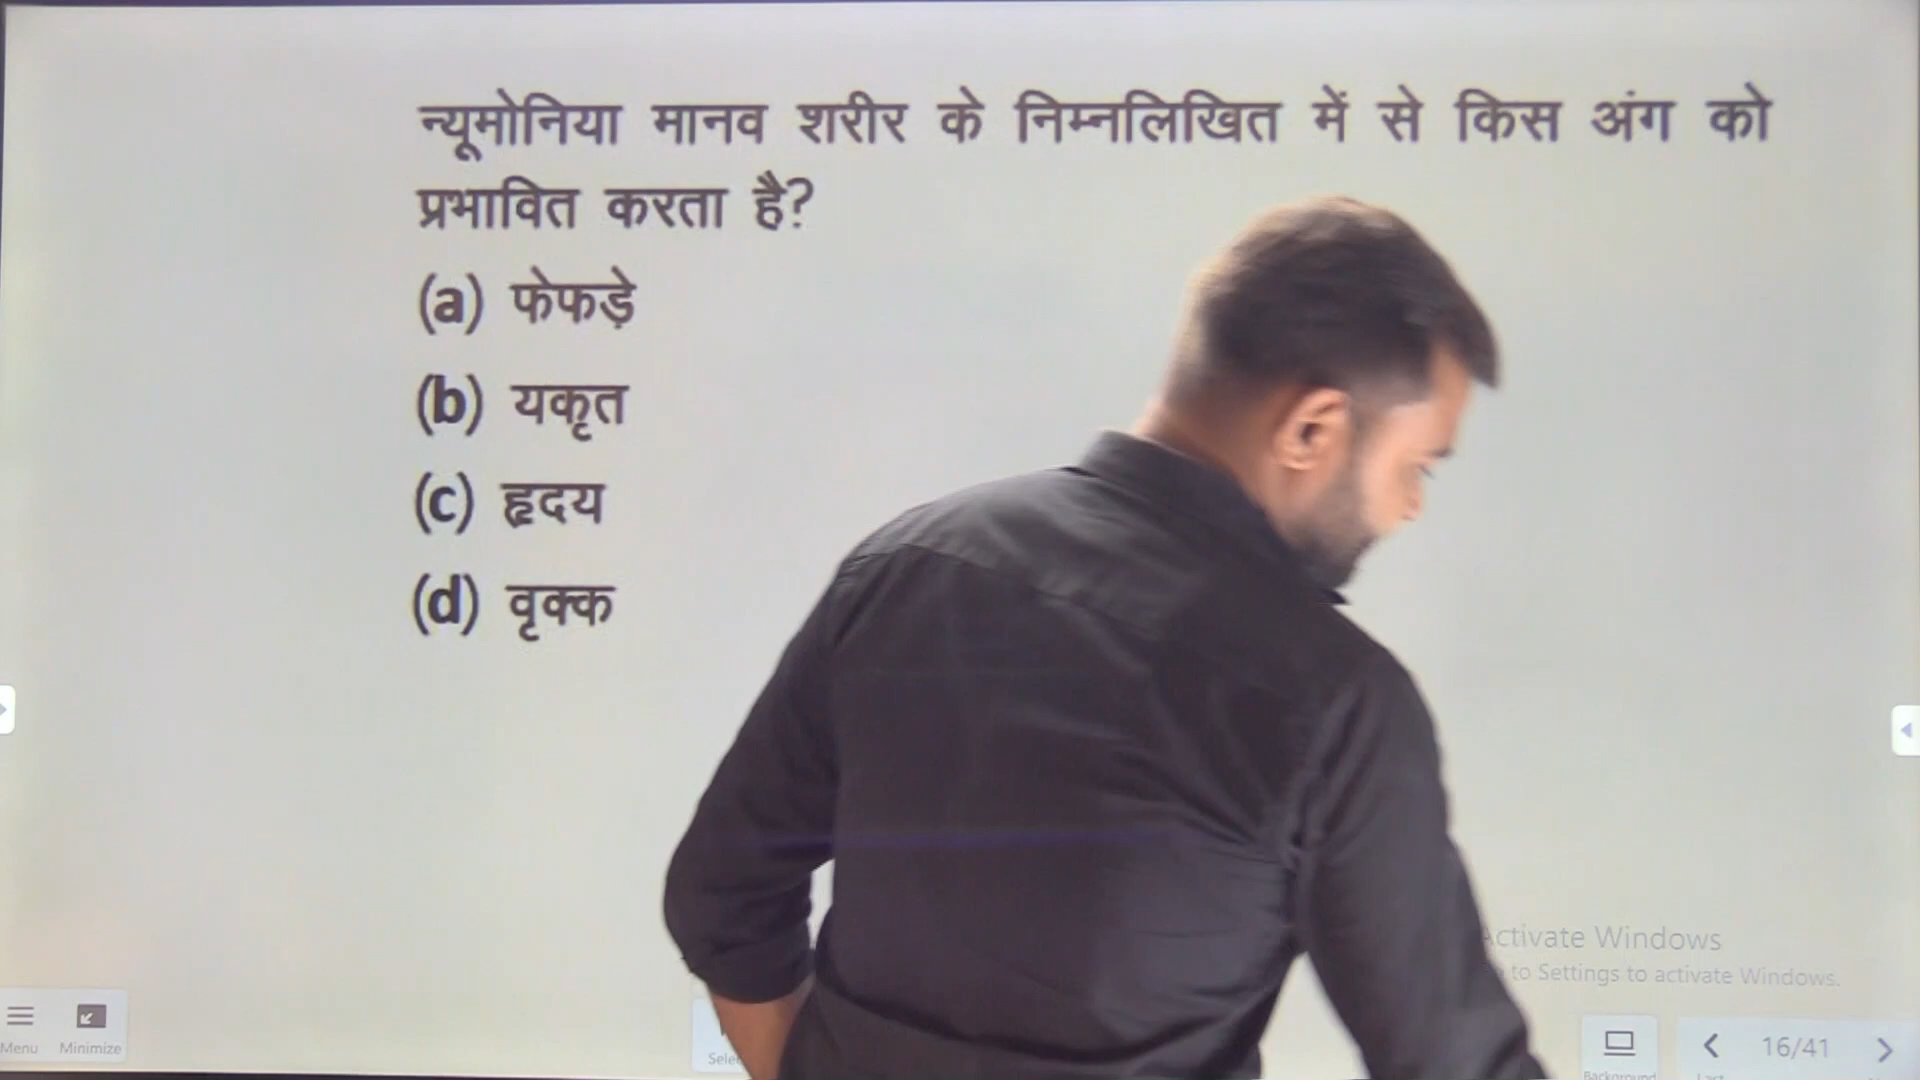 न्यूमोनिया मानव शरीर के निम्नलिखित में से किस अंग को
प्रभावित करता है?
(a) फेफड़े
(b) यकृत
(c) हृदय
(d) वृक्क
Activate Windows
to Settings to activate Windows.
Menu
Minimize
16/41